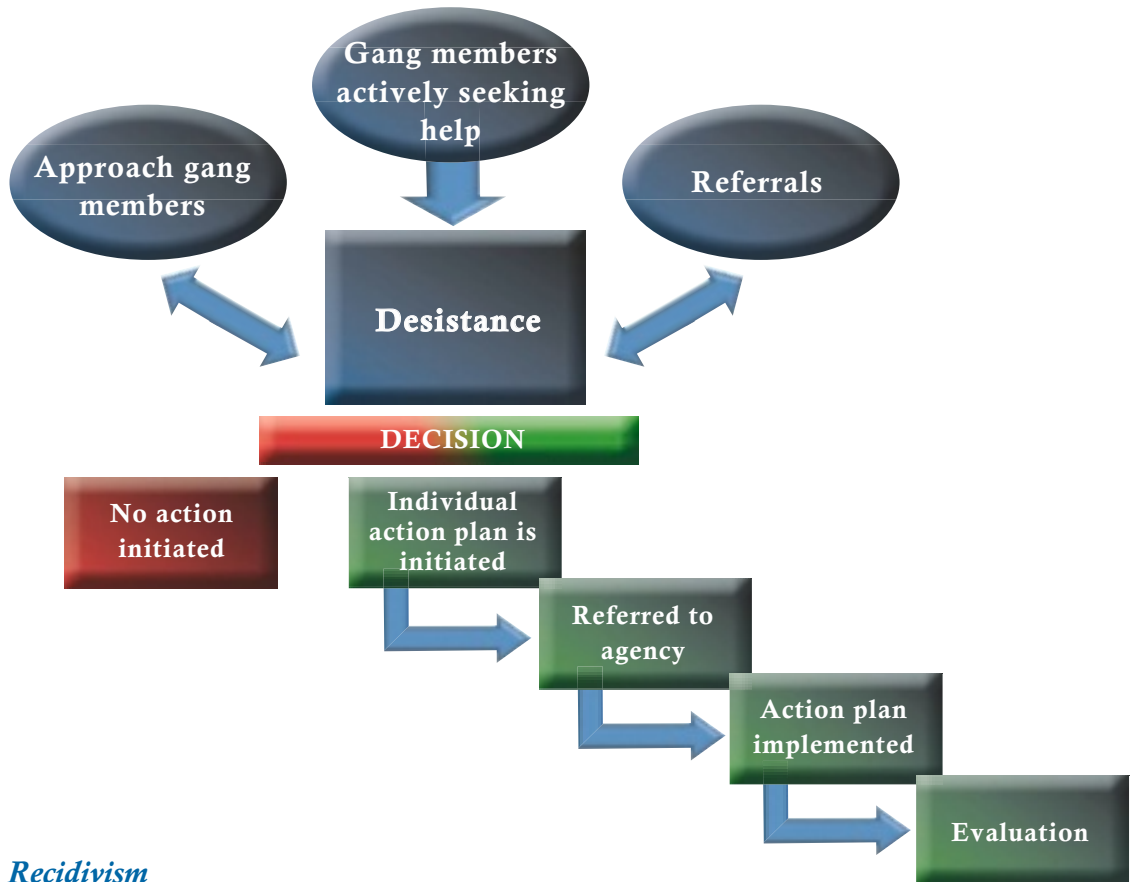 Gang members
actively seeking
help
Approach gang
members
Referrals
Desistance
DECISION
No action
initiated
Individual
action plan is
initiated
Referred to
agency
Action plan
implemented
Evaluation
Recidivism